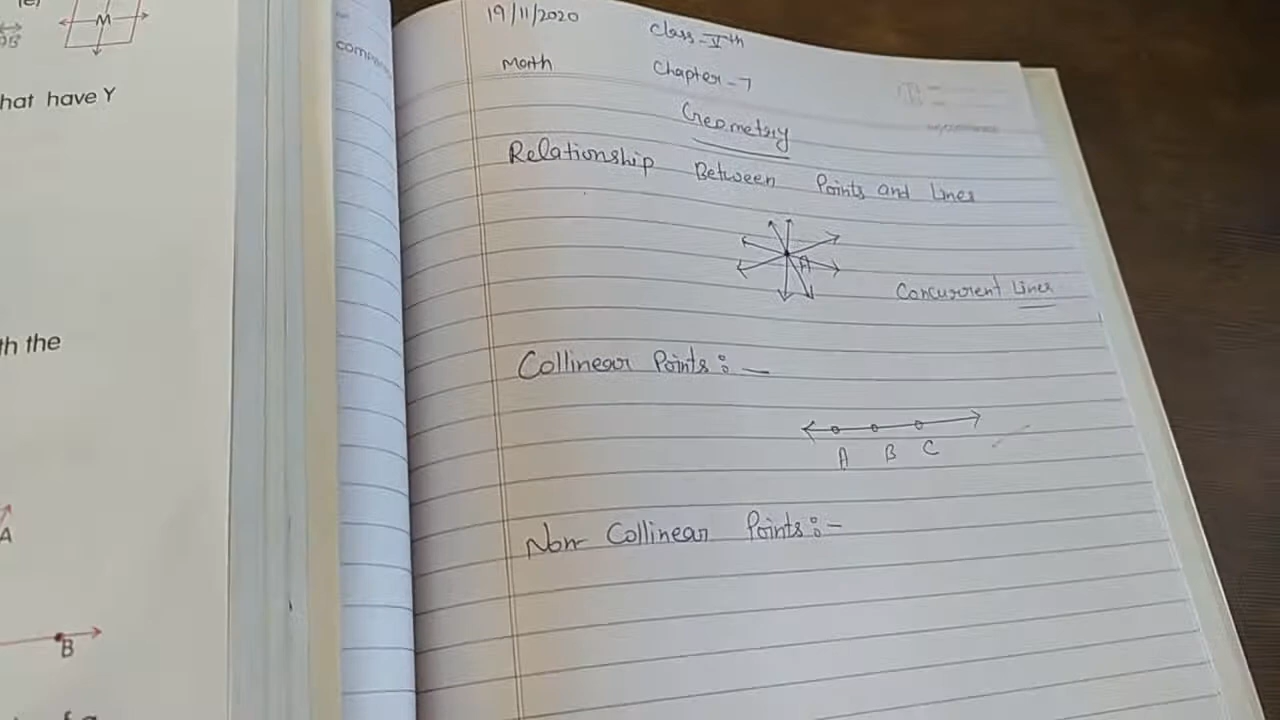 (e)
M
hat have Y
th the
A
B
19/11/2020
Class - Vth
Math
Chapter - 7
Geometry
Relationship Between Points and Lines
A
Concurrent Lines
Collinear Points :-
A B C
Non Collinear Points :-